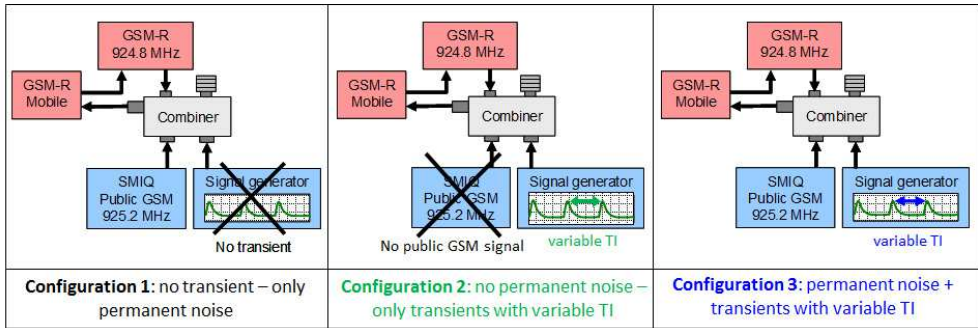 GSM-R
924.8 MHz
GSM-R
Mobile
Combiner
SMIQ
Public GSM
925.2 MHz
Signal generator
No transient
GSM-R
924.8 MHz
GSM-R
Mobile
Combiner
SMIQ
Public GSM
925.2 MHz
Signal generator
No public GSM signal
variable TI
GSM-R
924.8 MHz
GSM-R
Mobile
Combiner
SMIQ
Public GSM
925.2 MHz
Signal generator
variable TI
Configuration 1: no transient – only
permanent noise
Configuration 2: no permanent noise –
only transients with variable TI
Configuration 3: permanent noise +
transients with variable TI